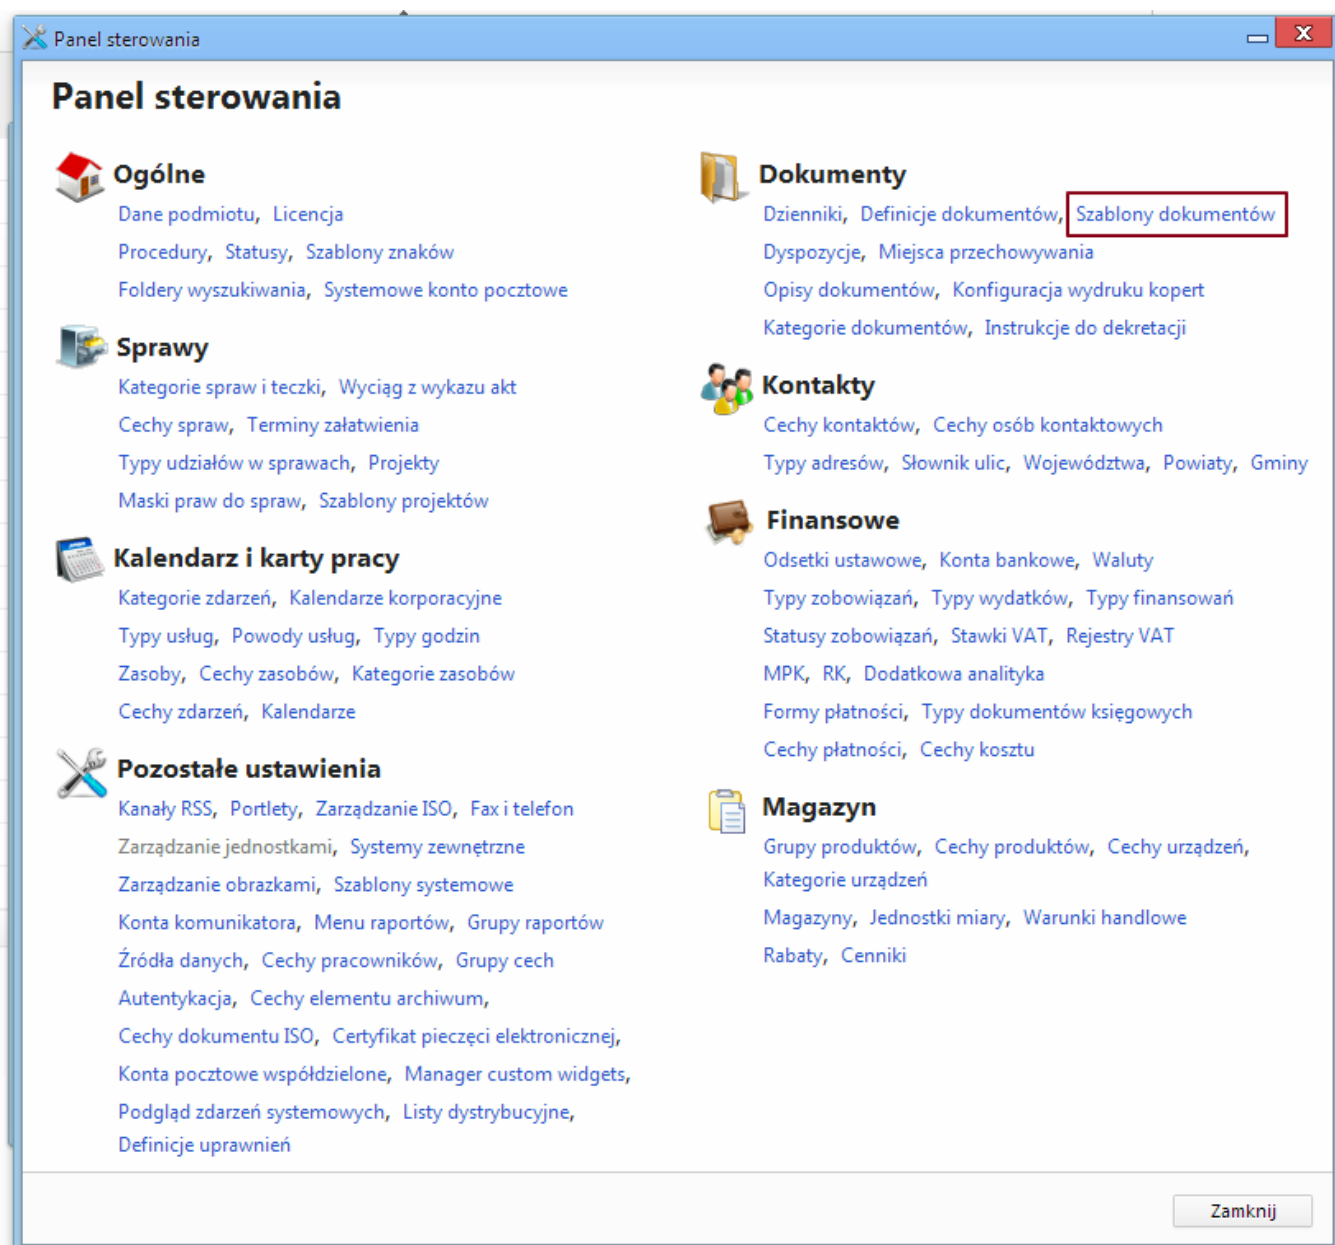 Panel sterowania
Panel sterowania
Ogólne
Dane podmiotu, Licencja
Procedury, Statusy, Szablony znaków
Foldery wyszukiwania, Systemowe konto pocztowe
Sprawy
Kategorie spraw i teczki, Wyciąg z wykazu akt
Cechy spraw, Terminy załatwienia
Typy udziałów w sprawach, Projekty
Maski praw do spraw, Szablony projektów
Kalendarz i karty pracy
Kategorie zdarzeń, Kalendarze korporacyjne
Typy usług, Powody usług, Typy godzin
Zasoby, Cechy zasobów, Kategorie zasobów
Cechy zdarzeń, Kalendarze
Pozostałe ustawienia
Kanały RSS, Portlety, Zarządzanie ISO, Fax i telefon
Zarządzanie jednostkami, Systemy zewnętrzne
Zarządzanie obrazkami, Szablony systemowe
Konta komunikatora, Menu raportów, Grupy raportów
Źródła danych, Cechy pracowników, Grupy cech
Autentykacja, Cechy elementu archiwum,
Cechy dokumentu ISO, Certyfikat pieczęci elektronicznej,
Konta pocztowe współdzielone, Manager custom widgets,
Podgląd zdarzeń systemowych, Listy dystrybucyjne,
Definicje uprawnień
Dokumenty
Dzienniki, Definicje dokumentów, Szablony dokumentów
Dyspozycje, Miejsca przechowywania
Opisy dokumentów, Konfiguracja wydruku kopert
Kategorie dokumentów, Instrukcje do dekretacji
Kontakty
Cechy kontaktów, Cechy osób kontaktowych
Typy adresów, Słownik ulic, Województwa, Powiaty, Gminy
Finansowe
Odsetki ustawowe, Konta bankowe, Waluty
Typy zobowiązań, Typy wydatków, Typy finansowań
Statusy zobowiązań, Stawki VAT, Rejestry VAT
MPK, RK, Dodatkowa analityka
Formy płatności, Typy dokumentów księgowych
Cechy płatności, Cechy kosztu
Magazyn
Grupy produktów, Cechy produktów, Cechy urządzeń,
Kategorie urządzeń
Magazyny, Jednostki miary, Warunki handlowe
Rabaty, Cenniki
Zamknij